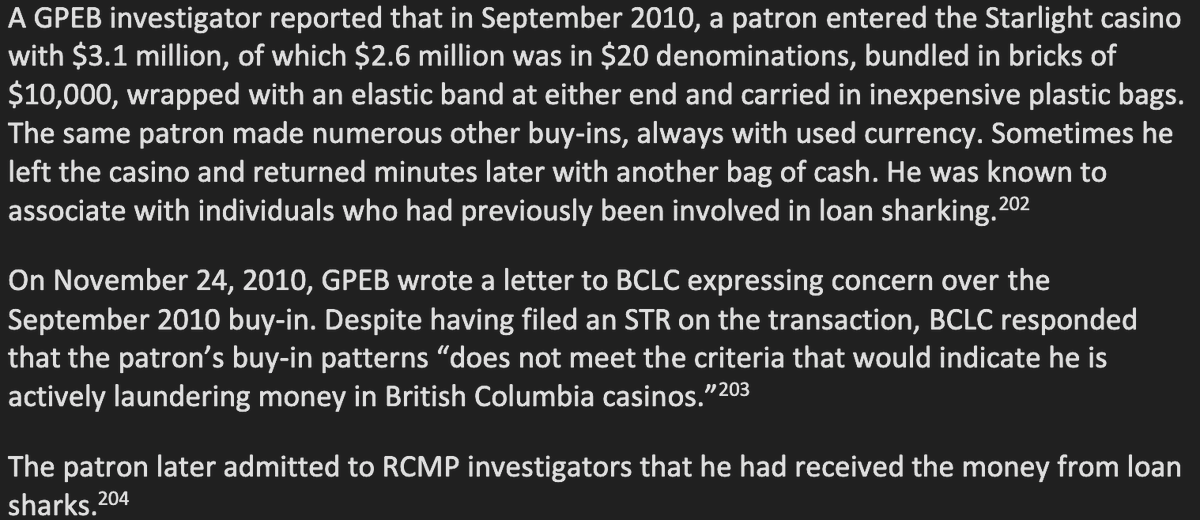 A GPEB investigator reported that in September 2010, a patron entered the Starlight casino
with $3.1 million, of which $2.6 million was in $20 denominations, bundled in bricks of
$10,000, wrapped with an elastic band at either end and carried in inexpensive plastic bags.
The same patron made numerous other buy-ins, always with used currency. Sometimes he
left the casino and returned minutes later with another bag of cash. He was known to
associate with individuals who had previously been involved in loan sharking.202
On November 24, 2010, GPEB wrote a letter to BCLC expressing concern over the
September 2010 buy-in. Despite having filed an STR on the transaction, BCLC responded
that the patron’s buy-in patterns “does not meet the criteria that would indicate he is
actively laundering money in British Columbia casinos.”203
The patron later admitted to RCMP investigators that he had received the money from loan
sharks.204